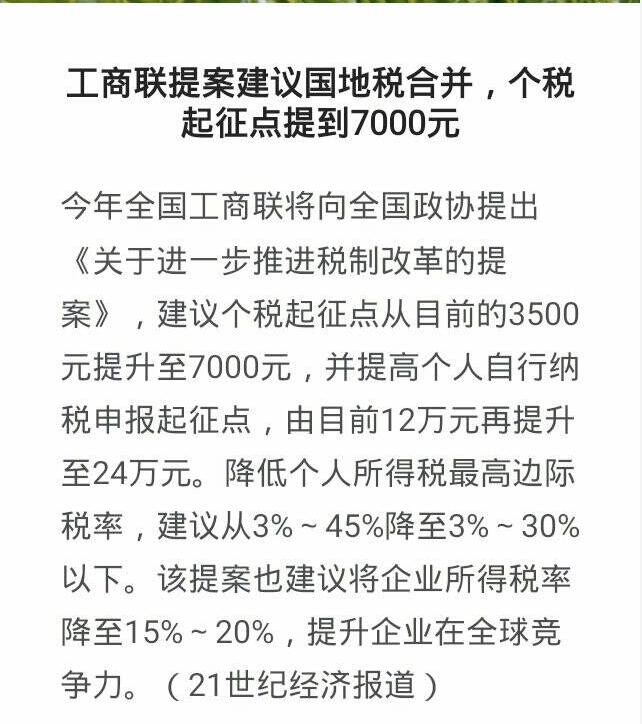 工商联提案建议国地税合并，个税
起征点提到7000元
今年全国工商联将向全国政协提出
《关于进一步推进税制改革的提
案》，建议个税起征点从目前的3500
元提升至7000元，并提高个人自行纳
税申报起征点，由目前12万元再提升
至24万元。降低个人所得税最高边际
税率，建议从3%～45%降至3%～30%
以下。该提案也建议将企业所得税率
降至15%～20%，提升企业在全球竞
争力。（21世纪经济报道）